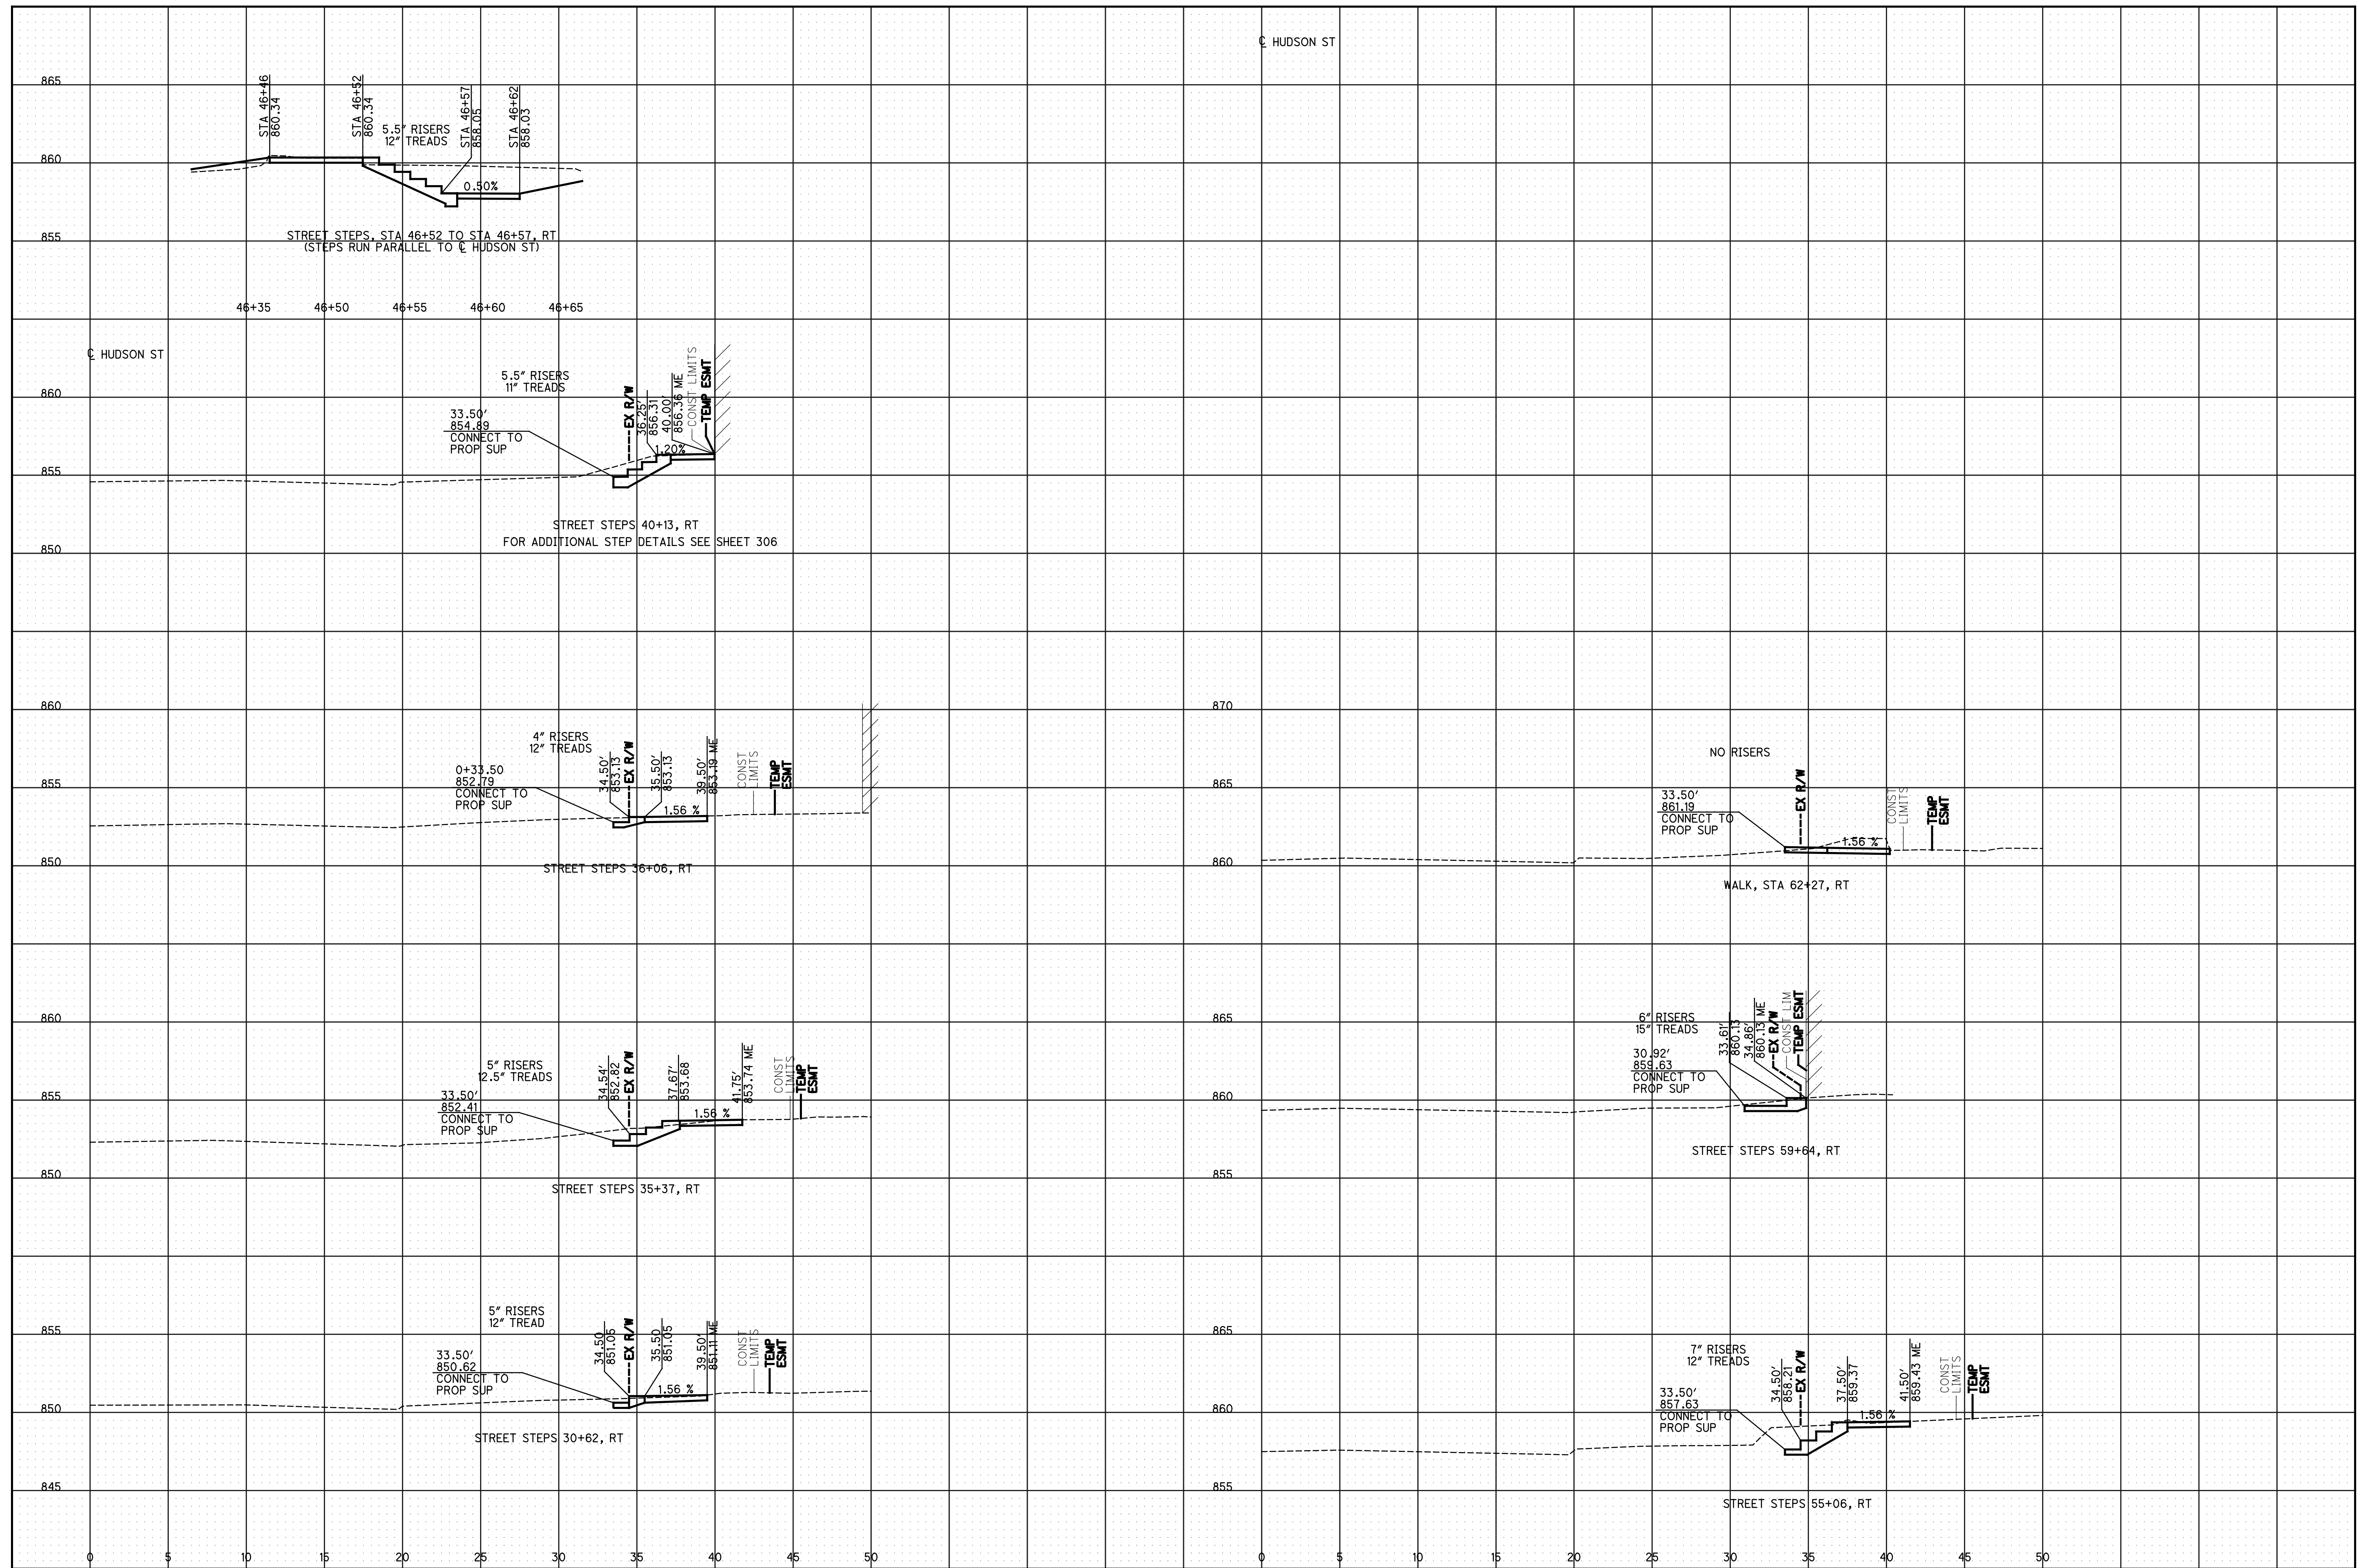 865
STA 46+46
860.34
STA 46+52
860.34
5.5" RISERS
12" TREADS
STA 46+57
858.05
STA 46+62
858.03
860
0.50%
855
STREET STEPS, STA 46+52 TO STA 46+57, RT
(STEPS RUN PARALLEL TO ℄ HUDSON ST)
46+35
46+50
46+55
46+60
46+65
℄ HUDSON ST
860
5.5" RISERS
11" TREADS
33.50'
854.89
CONNECT TO
PROP SUP
EX R/W
36.25'
856.31
40.00'
856.36 ME
CONST LIMITS
TEMP ESMT
1.20%
855
STREET STEPS 40+13, RT
FOR ADDITIONAL STEP DETAILS SEE SHEET 306
850
860
4" RISERS
12" TREADS
0+33.50
852.79
CONNECT TO
PROP SUP
34.50'
853.13
EX R/W
35.50'
853.13
39.50'
853.19 ME
CONST
LIMITS
TEMP
ESMT
855
1.56 %
850
STREET STEPS 36+06, RT
860
5" RISERS
12.5" TREADS
33.50'
852.41
CONNECT TO
PROP SUP
34.54'
852.82
EX R/W
37.67'
853.68
41.75'
853.74 ME
CONST
LIMITS
TEMP
ESMT
855
1.56 %
850
STREET STEPS 35+37, RT
5" RISERS
12" TREAD
855
33.50'
850.62
CONNECT TO
PROP SUP
34.50
851.05
EX R/W
35.50
851.05
39.50'
851.11 ME
CONST
LIMITS
TEMP
ESMT
1.56 %
850
STREET STEPS 30+62, RT
845
0
5
10
15
20
25
30
35
40
45
50
℄ HUDSON ST
870
NO RISERS
865
33.50'
861.19
CONNECT TO
PROP SUP
EX R/W
CONST
LIMITS
TEMP
ESMT
1.56 %
860
WALK, STA 62+27, RT
865
6" RISERS
15" TREADS
30.92'
859.63
CONNECT TO
PROP SUP
33.61'
860.13
34.86'
860.13 ME
EX R/W
CONST LIM
TEMP ESMT
860
STREET STEPS 59+64, RT
855
865
7" RISERS
12" TREADS
33.50'
857.63
CONNECT TO
PROP SUP
34.50'
858.21
EX R/W
37.50'
859.37
41.50'
859.43 ME
CONST
LIMITS
TEMP
ESMT
1.56 %
860
855
STREET STEPS 55+06, RT
0
5
10
15
20
25
30
35
40
45
50